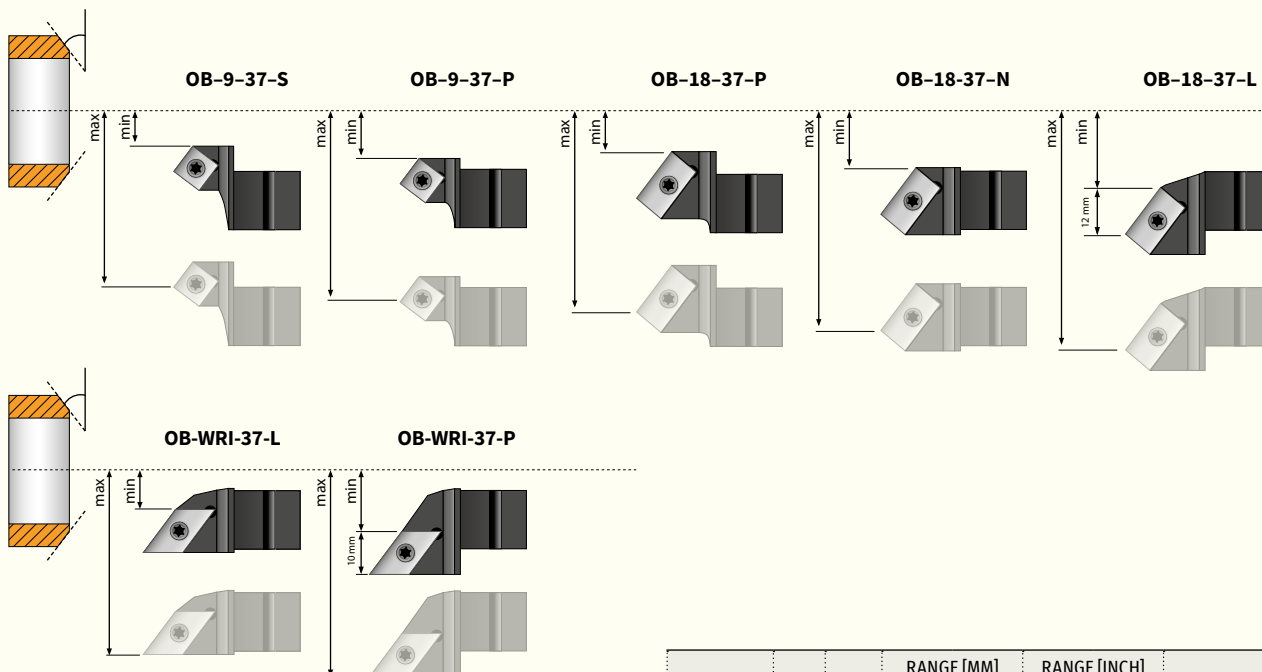 OB–9–37–S
OB–9–37–P
OB–18–37–P
OB–18-37–N
OB–18–37–L
max
min
max
min
max
min
max
min
max
min
12 mm
OB-WRI-37-L
OB-WRI-37-P
max
min
max
min
10 mm
RANGE [MM]
RANGE [INCH]